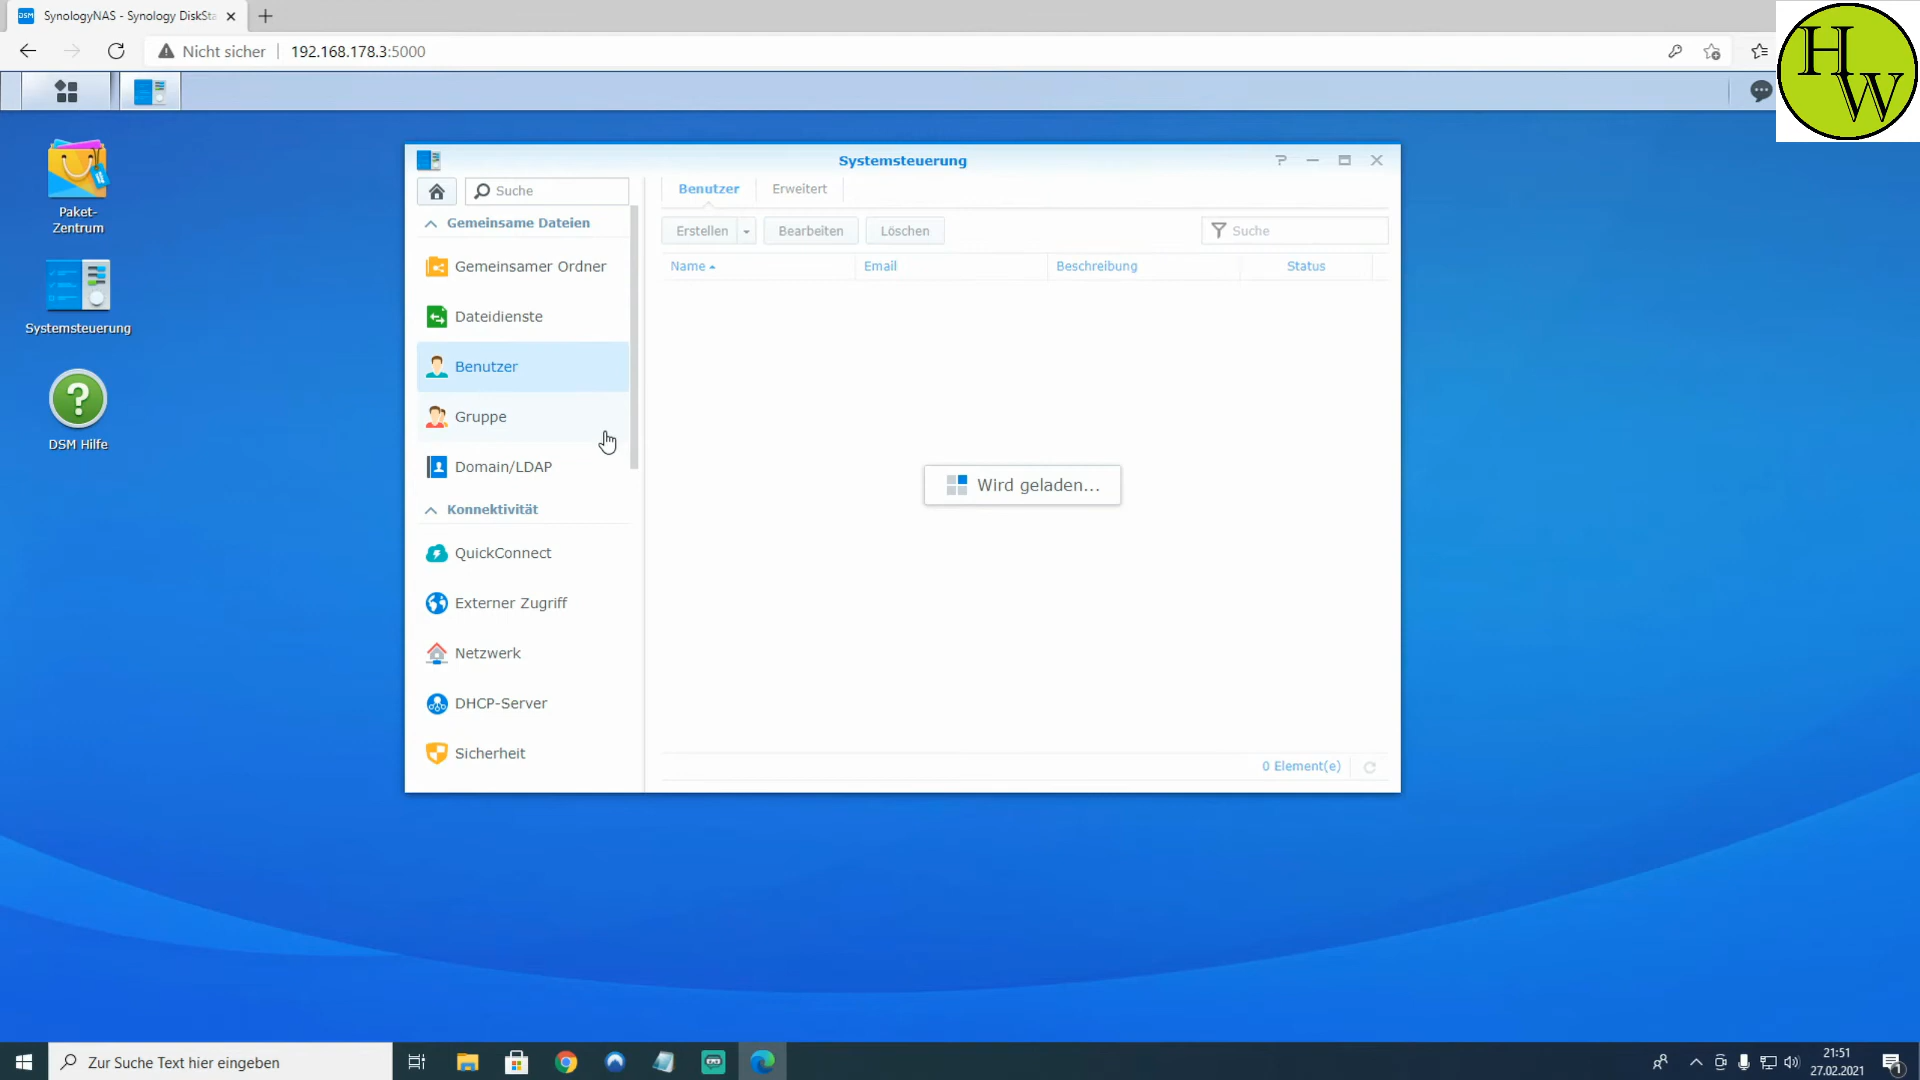 DSM SynologyNAS - Synology DiskSta
Nicht sicher 192.168.178.3:5000
HW
Paket-
Zentrum
Systemsteuerung
?
DSM Hilfe
Systemsteuerung
Suche
Gemeinsame Dateien
Gemeinsamer Ordner
Dateidienste
Benutzer
Gruppe
Domain/LDAP
Konnektivität
QuickConnect
Externer Zugriff
Netzwerk
DHCP-Server
Sicherheit
Benutzer Erweitert
Erstellen Bearbeiten Löschen Suche
Name Email Beschreibung Status
Wird geladen...
0 Element(e)
Zur Suche Text hier eingeben
21:51
27.02.2021
1